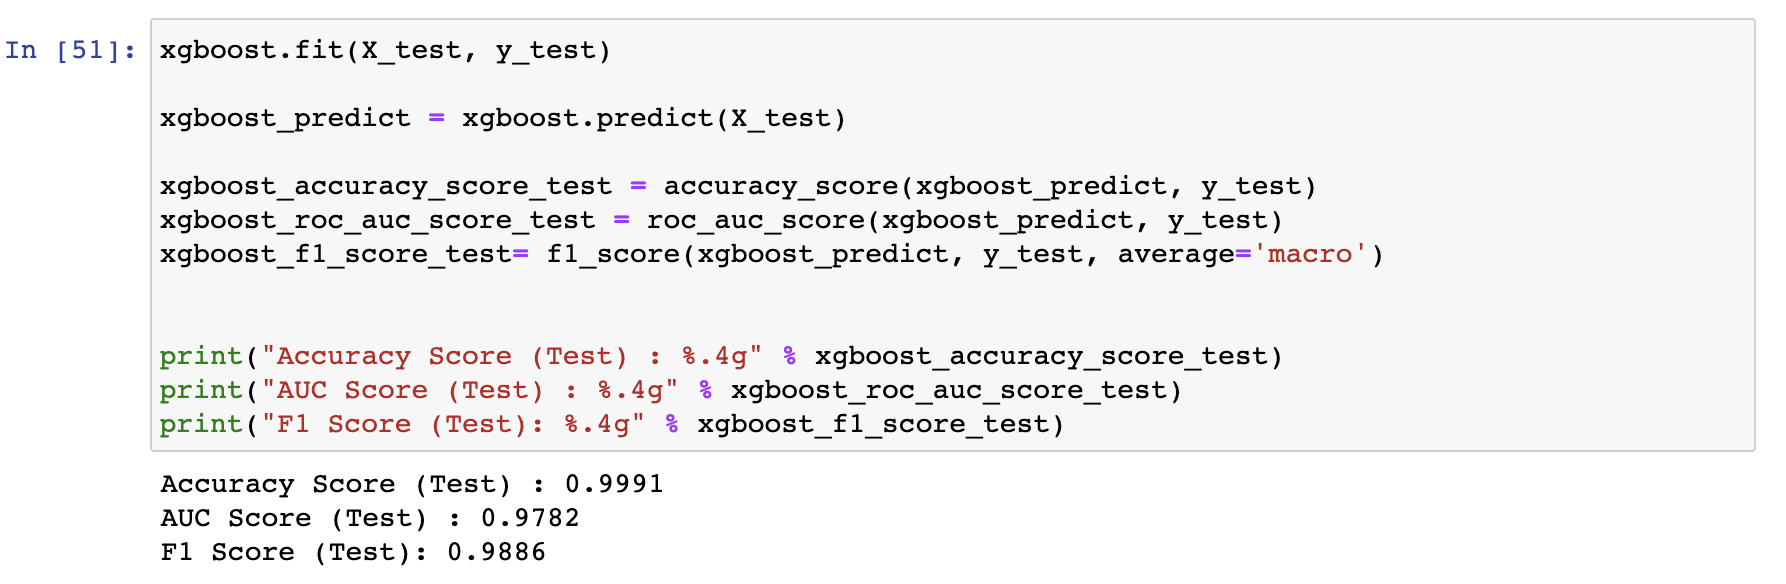 In [51]: xgboost.fit(X_test, y_test)
xgboost_predict = xgboost.predict(X_test)
xgboost_accuracy_score_test = accuracy_score(xgboost_predict, y_test)
xgboost_roc_auc_score_test = roc_auc_score(xgboost_predict, y_test)
xgboost_f1_score_test= f1_score(xgboost_predict, y_test, average='macro')
print("Accuracy Score (Test) : %.4g" % xgboost_accuracy_score_test)
print("AUC Score (Test) : %.4g" % xgboost_roc_auc_score_test)
print("F1 Score (Test): %.4g" % xgboost_f1_score_test)
Accuracy Score (Test) : 0.9991
AUC Score (Test) : 0.9782
F1 Score (Test): 0.9886